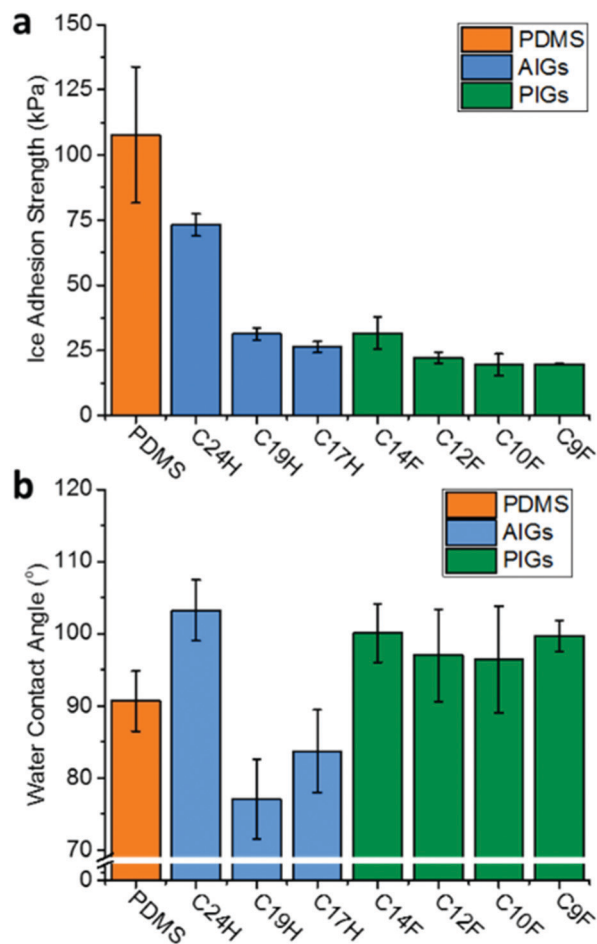 a
Ice Adhesion Strength (kPa)
150
125
100
75
50
25
0
PDMS
AIGs
PIGs
PDMS
C24H
C19H
C17H
C14F
C12F
C10F
C9F
b
Water Contact Angle (°)
120
110
100
90
80
70
0
PDMS
AIGs
PIGs
PDMS
C24H
C19H
C17H
C14F
C12F
C10F
C9F